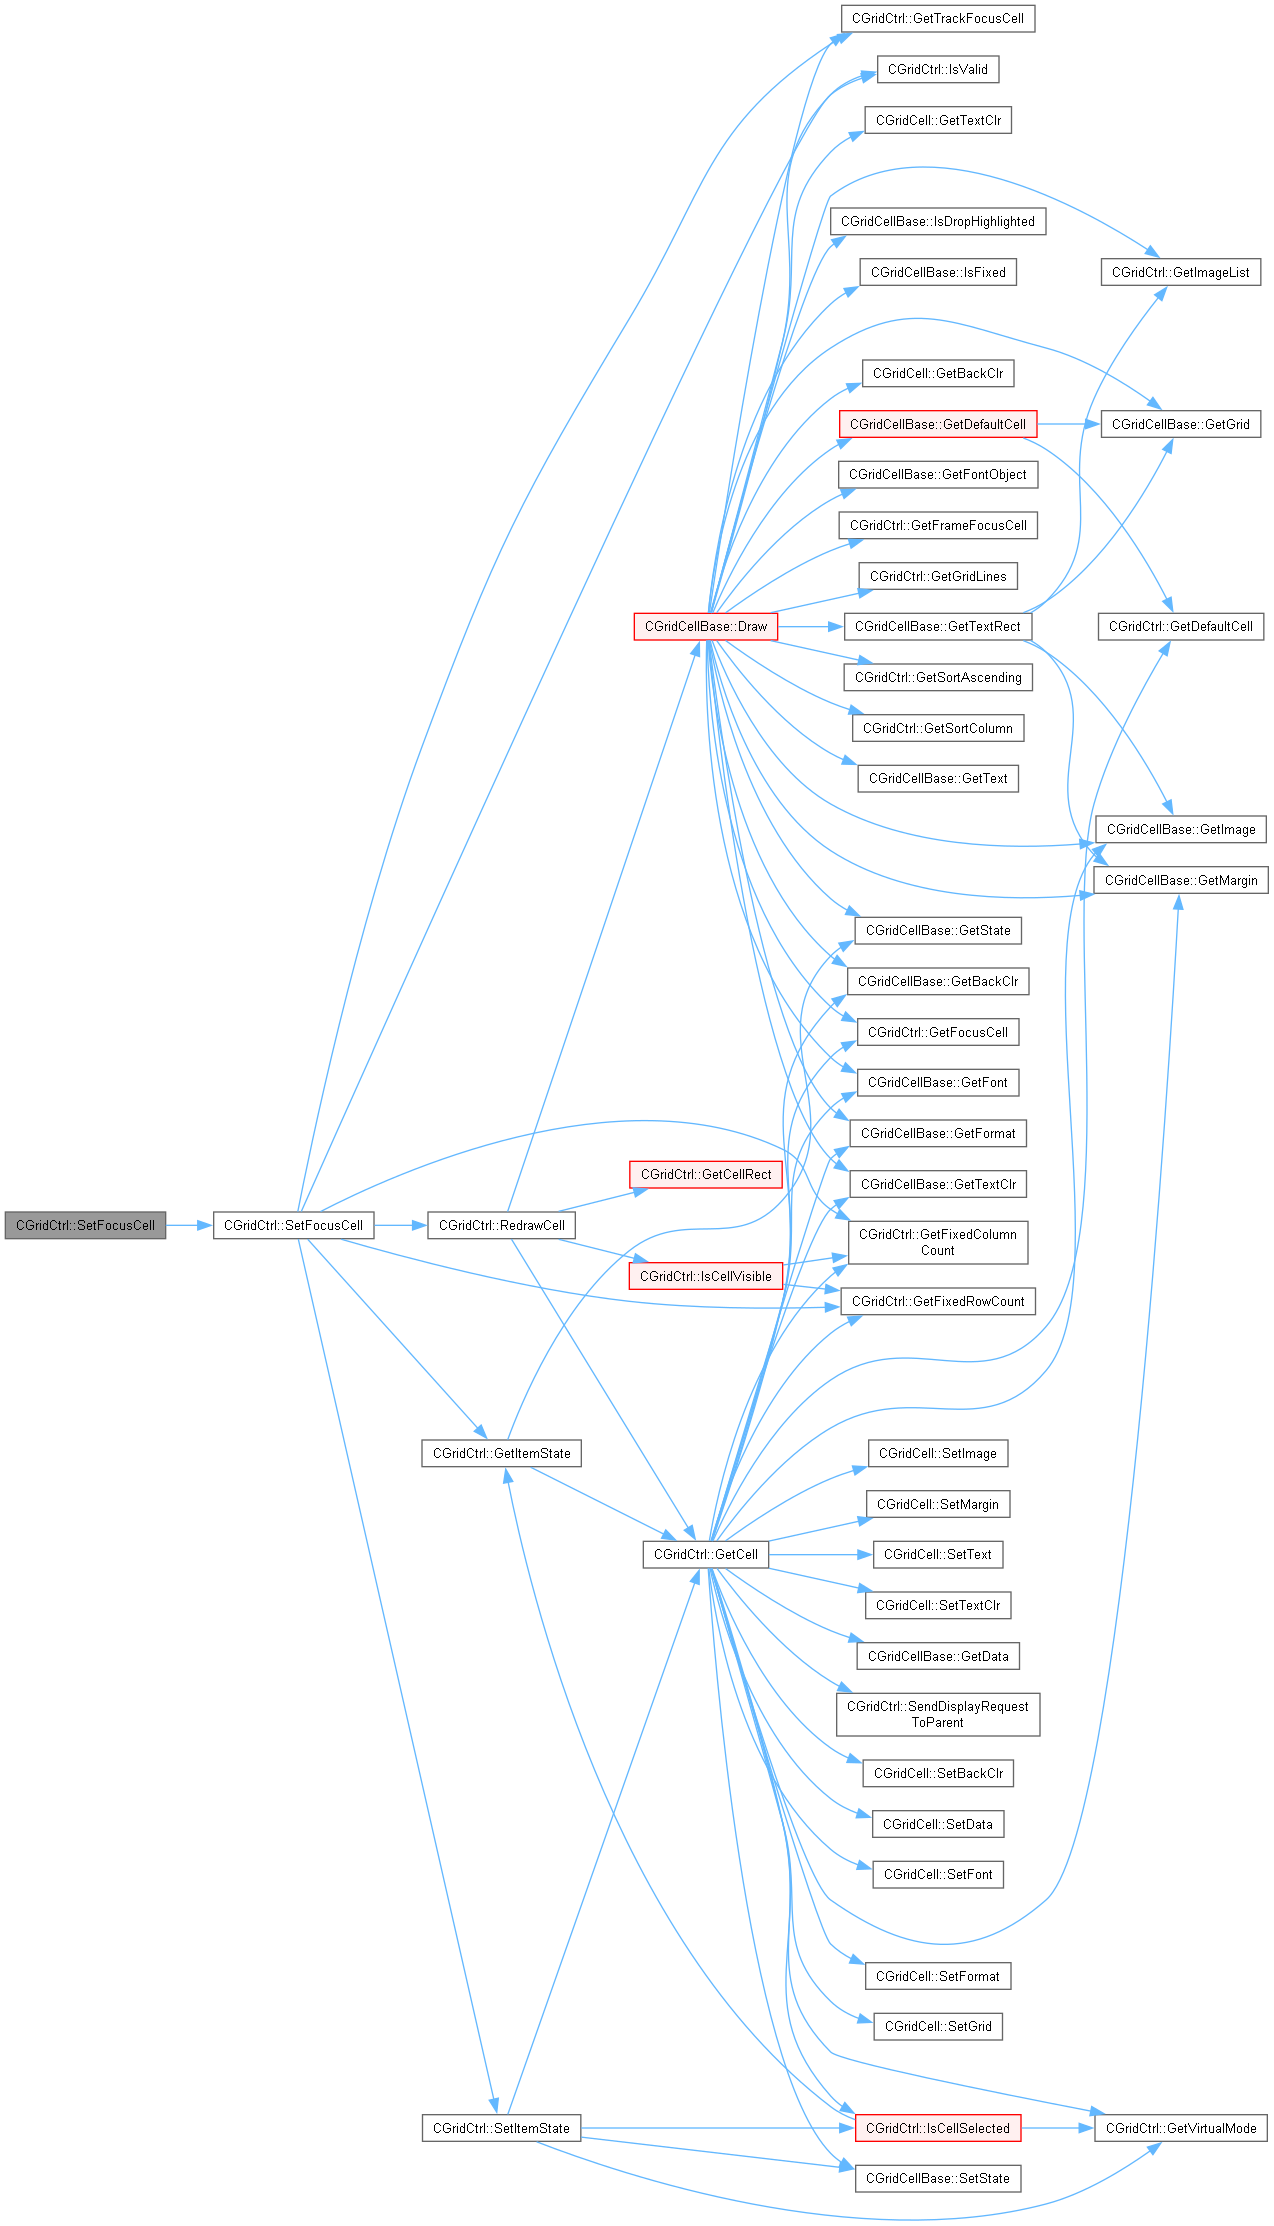 CGridCtrl::GetTrackFocusCell
CGridCtrl::IsValid
CGridCell::GetTextClr
CGridCellBase::IsDropHighlighted
CGridCellBase::IsFixed
CGridCtrl::GetImageList
CGridCell::GetBackClr
CGridCellBase::GetDefaultCell
CGridCellBase::GetGrid
CGridCellBase::GetFontObject
CGridCtrl::GetFrameFocusCell
CGridCtrl::GetGridLines
CGridCellBase::Draw
CGridCellBase::GetTextRect
CGridCtrl::GetDefaultCell
CGridCtrl::GetSortAscending
CGridCtrl::GetSortColumn
CGridCellBase::GetText
CGridCellBase::GetImage
CGridCellBase::GetMargin
CGridCellBase::GetState
CGridCellBase::GetBackClr
CGridCtrl::GetFocusCell
CGridCellBase::GetFont
CGridCellBase::GetFormat
CGridCtrl::GetCellRect
CGridCellBase::GetTextClr
CGridCtrl::SetFocusCell
CGridCtrl::SetFocusCell
CGridCtrl::RedrawCell
CGridCtrl::GetFixedColumn
Count
CGridCtrl::IsCellVisible
CGridCtrl::GetFixedRowCount
CGridCtrl::GetItemState
CGridCell::SetImage
CGridCell::SetMargin
CGridCtrl::GetCell
CGridCell::SetText
CGridCell::SetTextClr
CGridCellBase::GetData
CGridCtrl::SendDisplayRequest
ToParent
CGridCell::SetBackClr
CGridCell::SetData
CGridCell::SetFont
CGridCell::SetFormat
CGridCell::SetGrid
CGridCtrl::SetItemState
CGridCtrl::IsCellSelected
CGridCtrl::GetVirtualMode
CGridCellBase::SetState